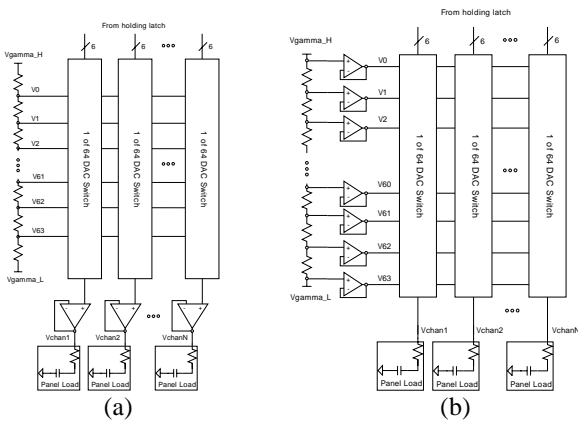 From holding latch
Vgamma_H
6
6
6
V0
V1
V2
V61
V62
V63
1 of 64 DAC Switch
1 of 64 DAC Switch
1 of 64 DAC Switch
Vgamma_L
- +
- +
- +
Vchan1
Vchan2
VchanN
Panel Load
Panel Load
Panel Load
(a)
From holding latch
Vgamma_H
6
6
6
+
-
V0
+
-
V1
+
-
V2
+
-
V60
+
-
V61
+
-
V62
+
-
V63
1 of 64 DAC Switch
1 of 64 DAC Switch
1 of 64 DAC Switch
Vgamma_L
Vchan1
Vchan2
VchanN
Panel Load
Panel Load
Panel Load
(b)